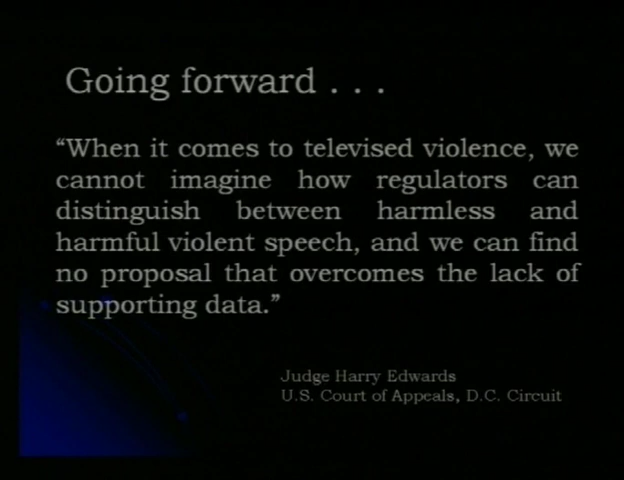 Going forward . . .
“When it comes to televised violence, we
cannot imagine how regulators can
distinguish between harmless and
harmful violent speech, and we can find
no proposal that overcomes the lack of
supporting data.”
Judge Harry Edwards
U.S. Court of Appeals, D.C. Circuit